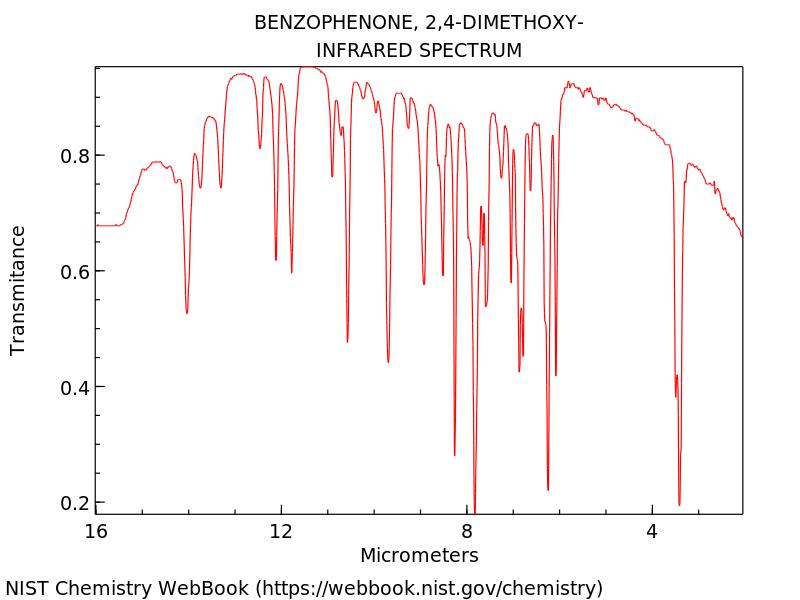 BENZOPHENONE, 2,4-DIMETHOXY-
INFRARED SPECTRUM
Transmitance
0.8
0.6
0.4
0.2
16 12 8 4
Micrometers
NIST Chemistry WebBook (https://webbook.nist.gov/chemistry)